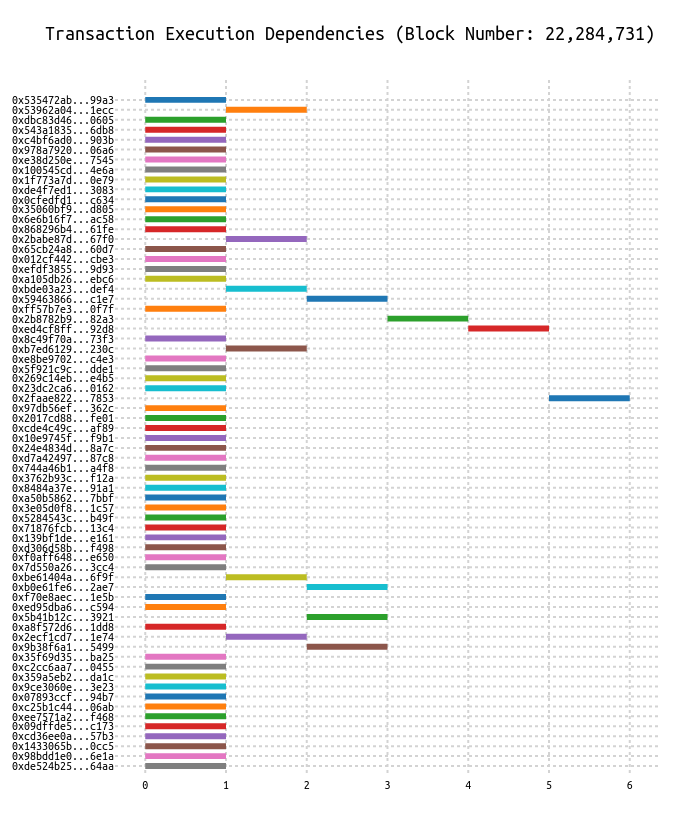 Transaction Execution Dependencies (Block Number: 22,284,731)
0x535472ab...99a3
0x53962a04...1ecc
0xdbc83d46...0605
0x543a1835...6db8
0xc4bf6ad0...903b
0x978a7920...06a6
0xe38d250e...7545
0x100545cd...4e6a
0x1f773a7d...0e79
0xde4f7ed1...3083
0x0cfedfd1...c634
0x35060bf9...d805
0x6e6b16f7...ac58
0x868296b4...61fe
0x2babe87d...67f0
0x65cb24a8...60d7
0x012cf442...cbe3
0xefdf3855...9d93
0xa105db26...ebc6
0xbde03a23...def4
0x59463866...c1e7
0xff57b7e3...0f7f
0x2b8782b9...82a3
0xed4cf8ff...92d8
0x8c49f70a...73f3
0xb7ed6129...230c
0xe8be9702...c4e3
0x5f921c9c...dde1
0x269c14eb...e4b5
0x23dc2ca6...0162
0x2faae822...7853
0x97db56ef...362c
0x2017cd88...fe01
0xcde4c49c...af89
0x10e9745f...f9b1
0x24e4834d...8a7c
0xd7a42497...87c8
0x744a46b1...a4f8
0x3762b93c...f12a
0x8484a37e...91a1
0xa50b5862...7bbf
0x3e05d0f8...1c57
0x5284543c...b49f
0x71876fcb...13c4
0x139bf1de...e161
0xd306d58b...f498
0xf0aff648...e650
0x7d550a26...3cc4
0xbe61404a...6f9f
0xb0e61fe6...2ae7
0xf70e8aec...1e5b
0xed95dba6...c594
0x5b41b12c...3921
0xa8f572d6...1dd8
0x2ecf1cd7...1e74
0x9b38f6a1...5499
0x35f69d35...ba25
0xc2cc6aa7...0455
0x359a5eb2...da1c
0x9ce3060e...3e23
0x07893ccf...94b7
0xc25b1c44...06ab
0xee7571a2...f468
0x09dffde5...c173
0xcd36ee0a...57b3
0x1433065b...0cc5
0x98bdd1e0...6e1a
0xde524b25...64aa
0 1 2 3 4 5 6